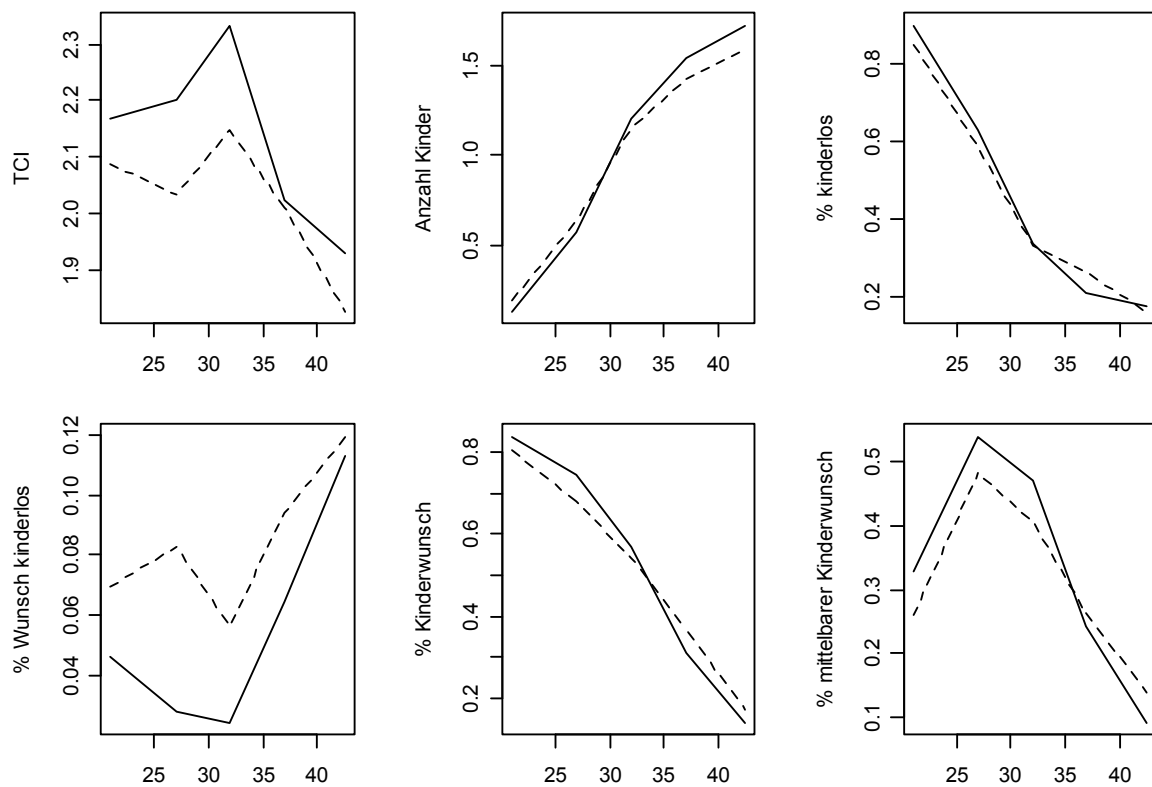 TCI
2.3
2.2
2.1
2.0
1.9
25 30 35 40
Anzahl Kinder
1.5
1.0
0.5
25 30 35 40
% kinderlos
0.8
0.6
0.4
0.2
25 30 35 40
% Wunsch kinderlos
0.12
0.10
0.08
0.06
0.04
25 30 35 40
% Kinderwunsch
0.8
0.6
0.4
0.2
25 30 35 40
% mittelbarer Kinderwunsch
0.5
0.4
0.3
0.2
0.1
25 30 35 40